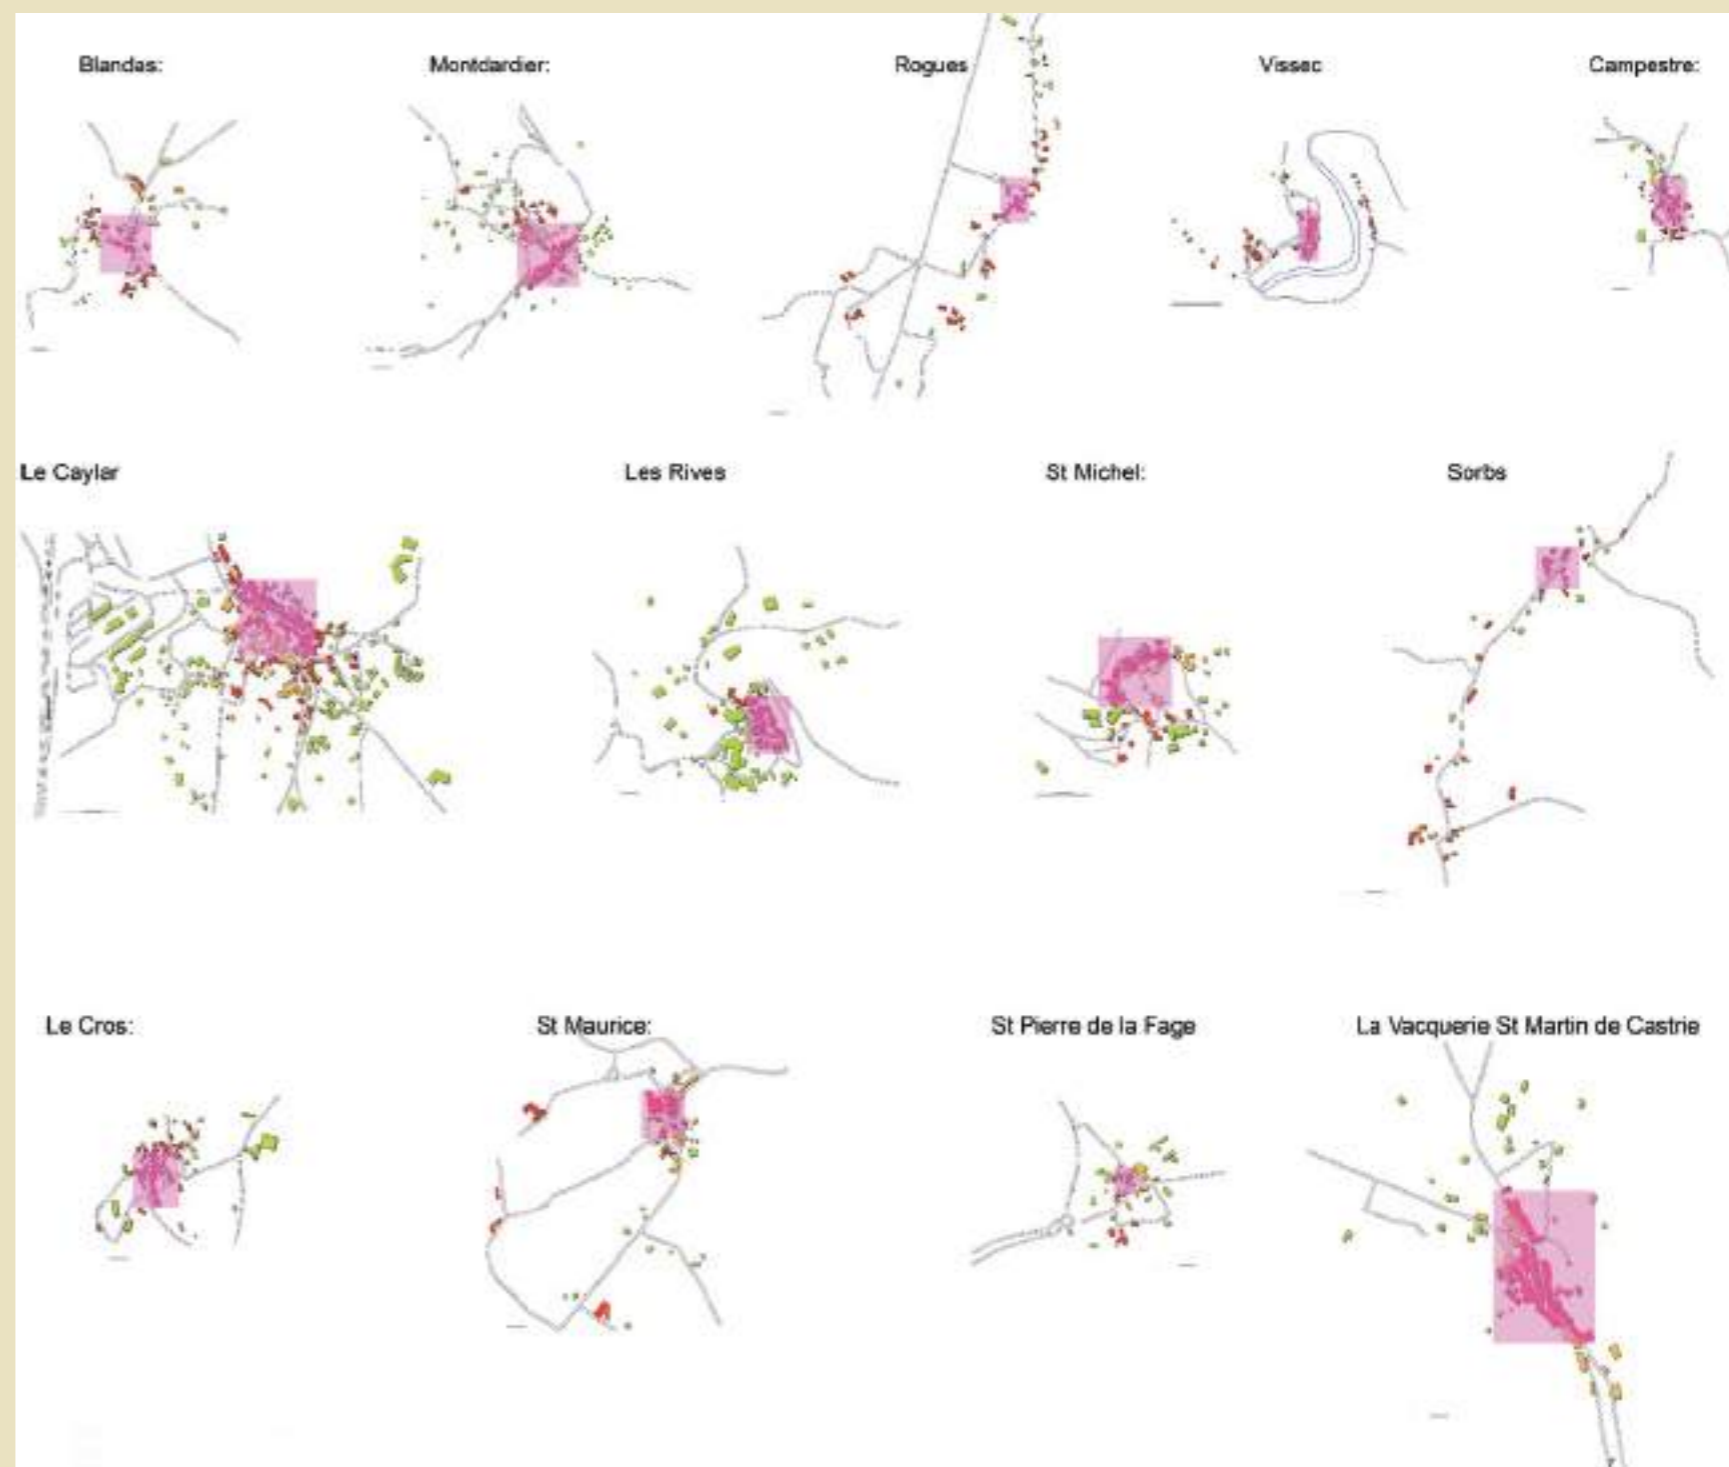 Blandas:
Montdardier:
Rogues
Vissec
Campestre:
Le Caylar
Les Rives
St Michel:
Sorbs
Le Cros:
St Maurice:
St Pierre de la Fage
La Vacquerie St Martin de Castrie